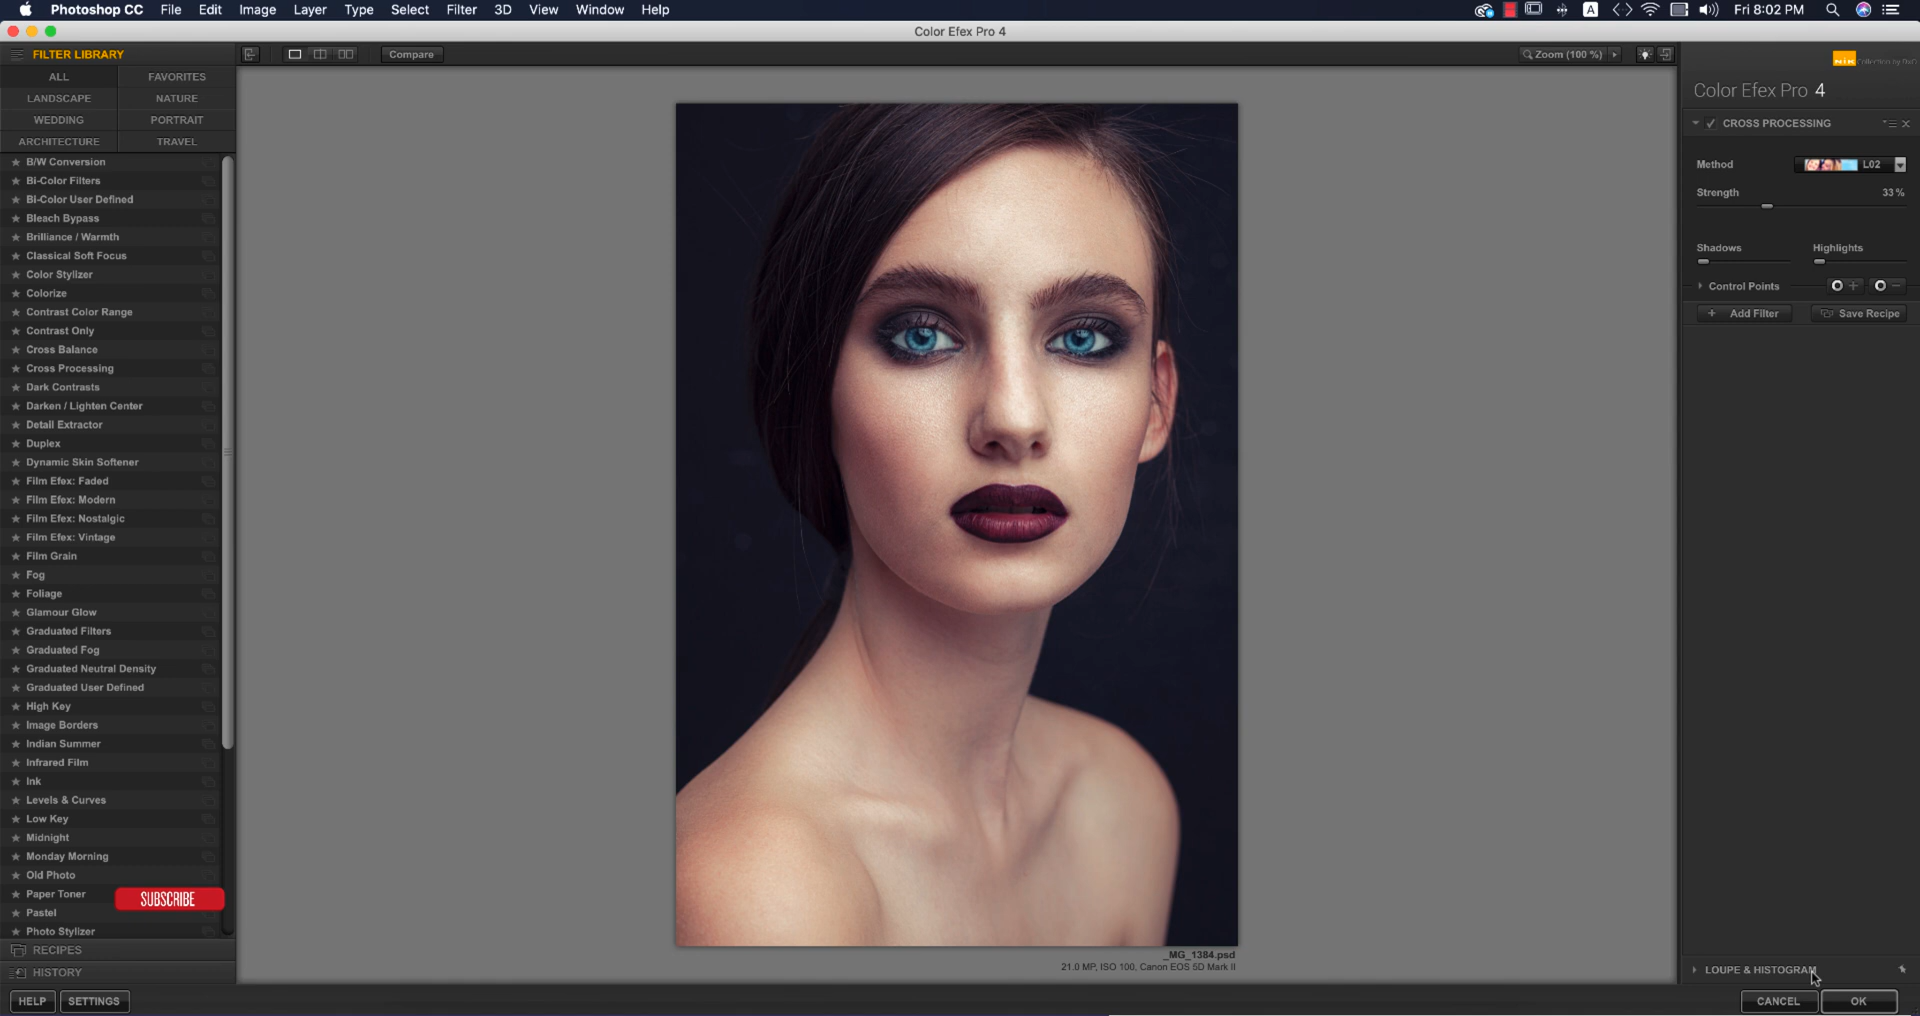 Photoshop CC File Edit Image Layer Type Select Filter 3D View Window Help
A Fri 8:02 PM
Color Efex Pro 4
FILTER LIBRARY
ALL FAVORITES
LANDSCAPE NATURE
WEDDING PORTRAIT
ARCHITECTURE TRAVEL
B/W Conversion
Bi-Color Filters
Bi-Color User Defined
Bleach Bypass
Brilliance / Warmth
Classical Soft Focus
Color Stylizer
Colorize
Contrast Color Range
Contrast Only
Cross Balance
Cross Processing
Dark Contrasts
Darken / Lighten Center
Detail Extractor
Duplex
Dynamic Skin Softener
Film Efex: Faded
Film Efex: Modern
Film Efex: Nostalgic
Film Efex: Vintage
Film Grain
Fog
Foliage
Glamour Glow
Graduated Filters
Graduated Fog
Graduated Neutral Density
Graduated User Defined
High Key
Image Borders
Indian Summer
Infrared Film
Ink
Levels & Curves
Low Key
Midnight
Monday Morning
Old Photo
Paper Toner
SUBSCRIBE
Pastel
Photo Stylizer
RECIPES
HISTORY
HELP SETTINGS
Compare
Zoom (100 %)
_MG_1384.psd
21.0 MP, ISO 100, Canon EOS 5D Mark II
Nik Collection by DxO
Color Efex Pro 4
CROSS PROCESSING
Method L02
Strength 33 %
Shadows Highlights
Control Points
Add Filter Save Recipe
LOUPE & HISTOGRAM
CANCEL OK